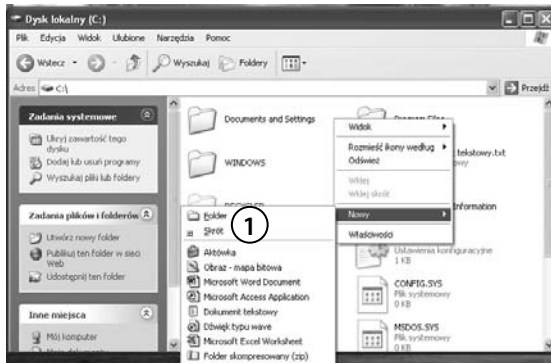 Dysk lokalny (C:)
Plik Edycja Widok Ulubione Narzędzia Pomoc
Wstecz Wyszukaj Foldery
Adres C:\ Przejdź
Zadania systemowe
Ukryj zawartość tego
dysku
Dodaj lub usuń programy
Wyszukaj pliki lub foldery
Zadania plików i folderów
Utwórz nowy folder
Publikuj ten folder w sieci
Web
Udostępnij ten folder
Inne miejsca
Mój komputer
Documents and Settings
WINDOWS
Widok
Rozmieść ikony według
Odśwież
Wklej
Wklej skrót
Nowy
Właściwości
tekstowy.txt
Information
Folder
1
Skrót
Aktówka
Obraz - mapa bitowa
Microsoft Word Document
Microsoft Access Application
Dokument tekstowy
Dźwięk typu wave
Microsoft Excel Worksheet
Folder skompresowany (zip)
Ustawienia konfiguracyjne
1 KB
CONFIG.SYS
Plik systemowy
0 KB
MSDOS.SYS
Plik systemowy
0 KB